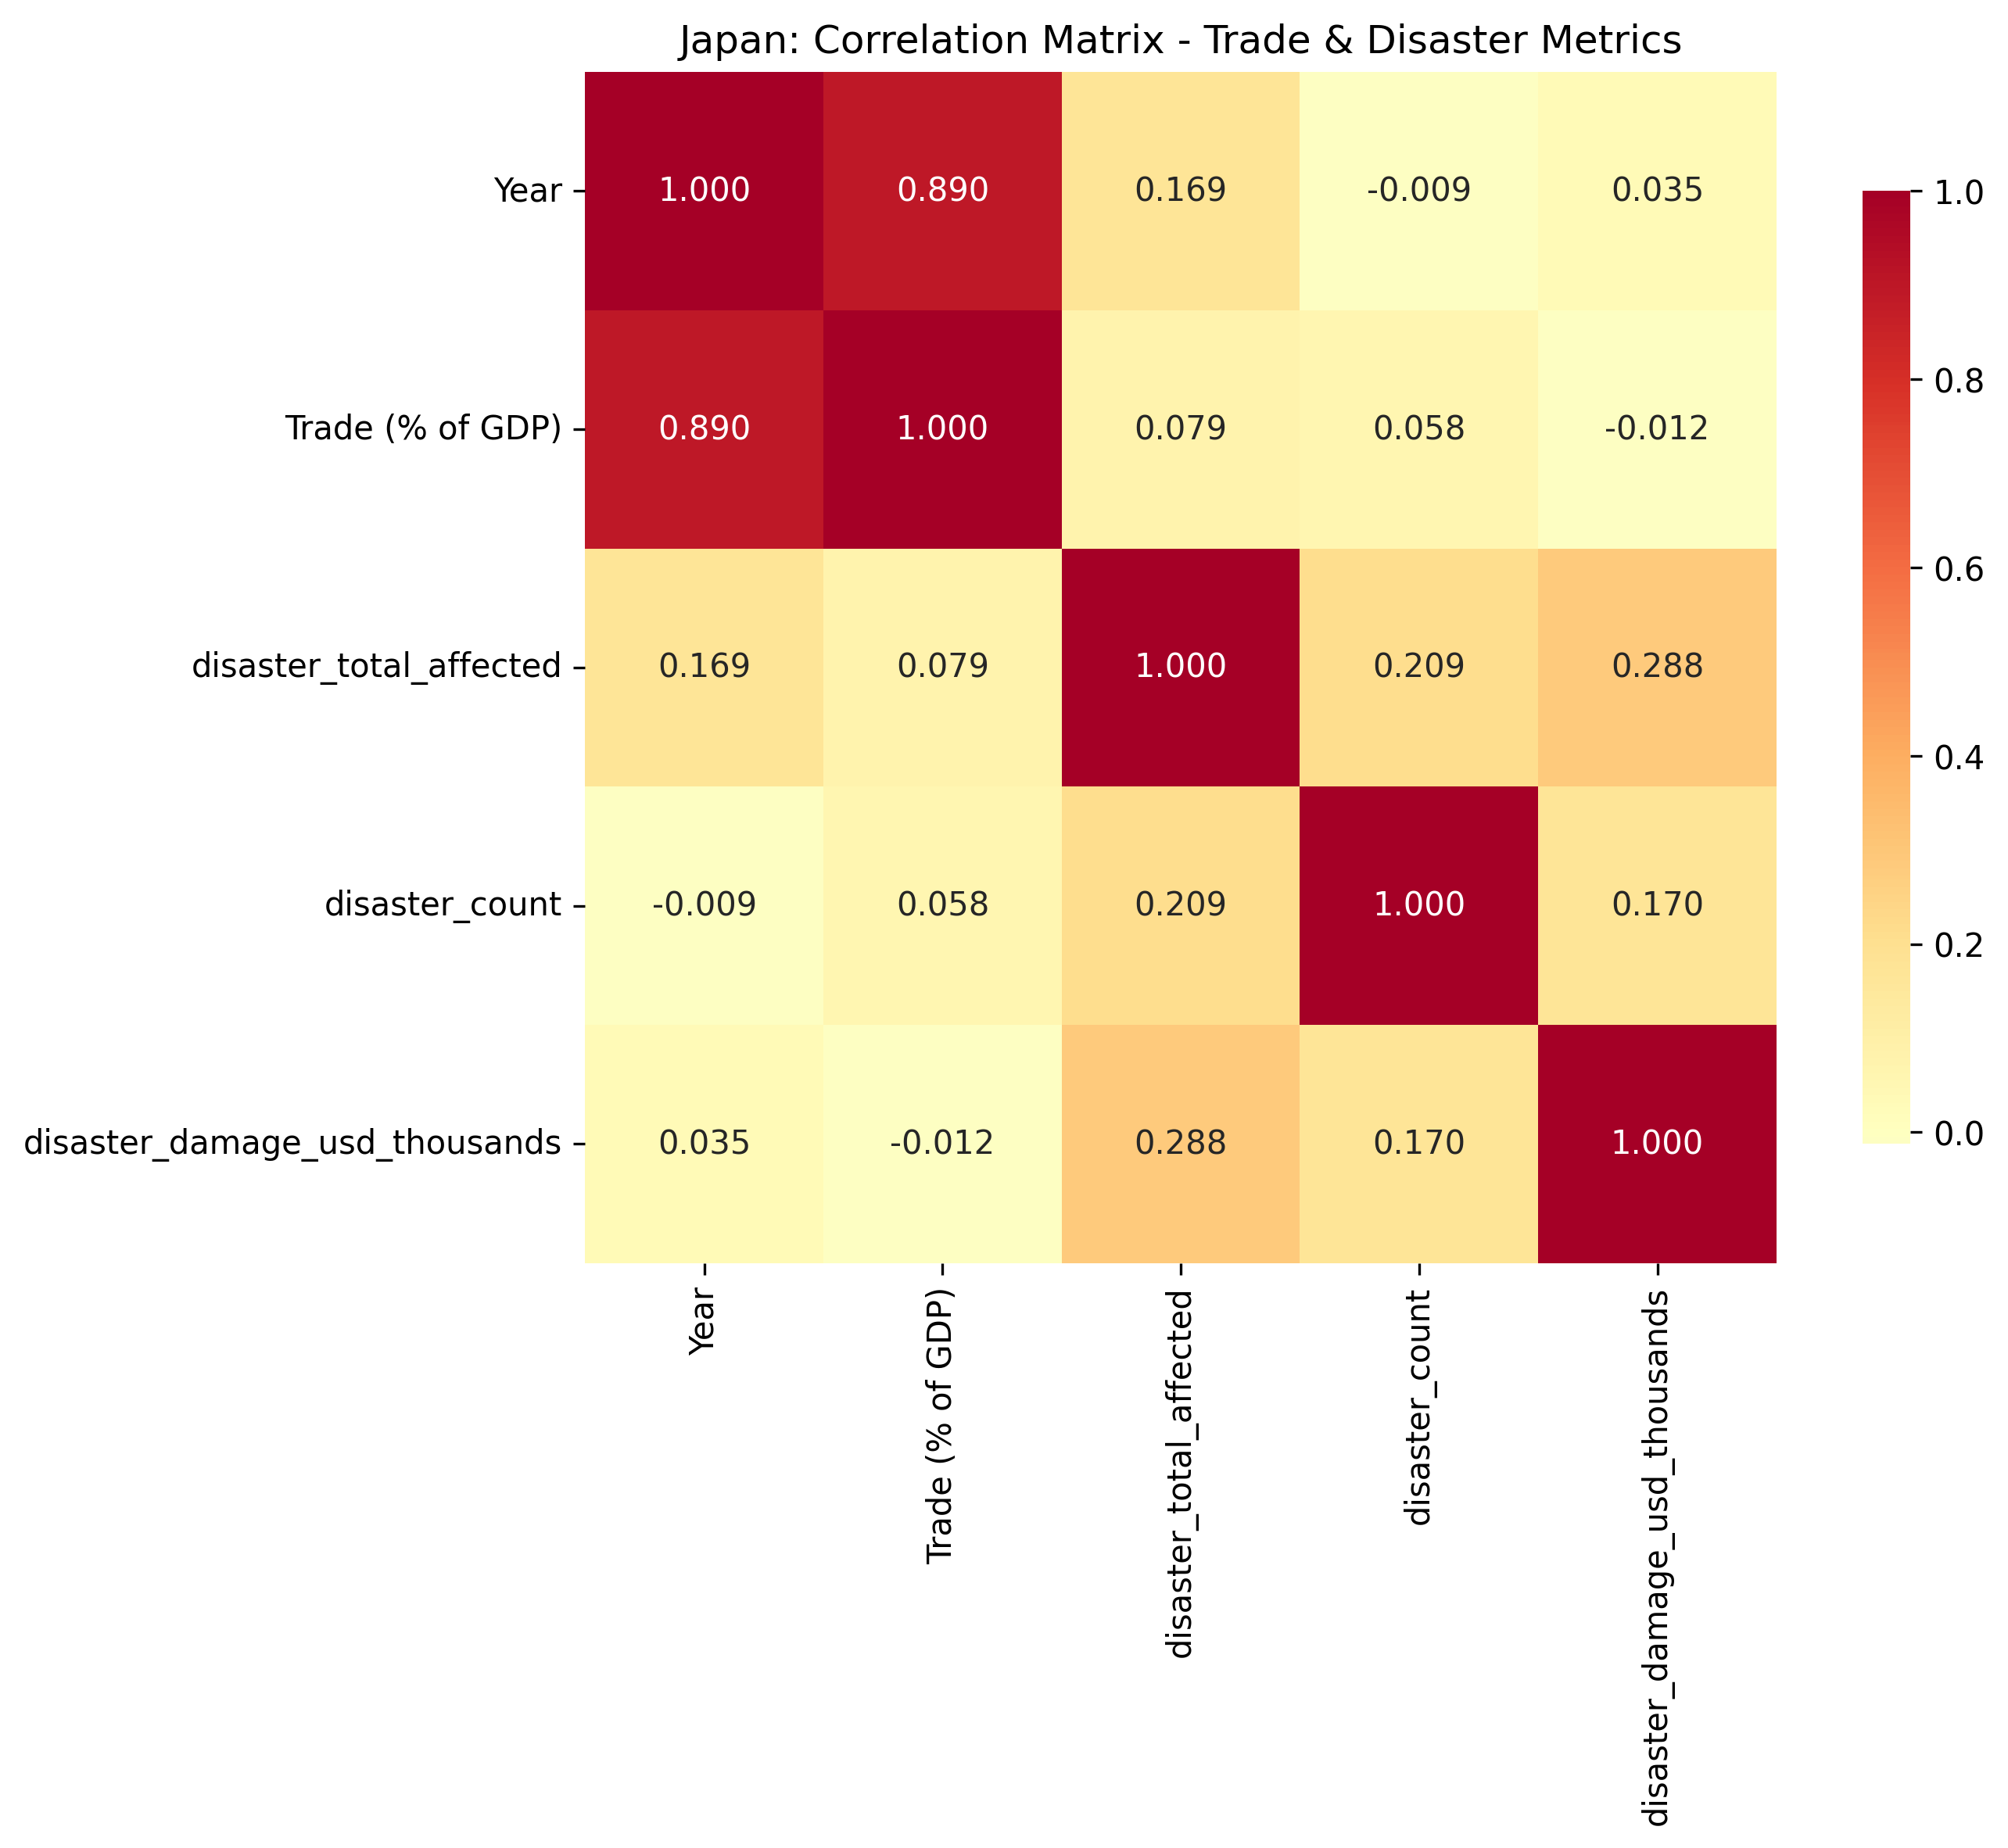 Japan: Correlation Matrix - Trade & Disaster Metrics
Year 1.000 0.890 0.169 -0.009 0.035
Trade (% of GDP) 0.890 1.000 0.079 0.058 -0.012
disaster_total_affected 0.169 0.079 1.000 0.209 0.288
disaster_count -0.009 0.058 0.209 1.000 0.170
disaster_damage_usd_thousands 0.035 -0.012 0.288 0.170 1.000
Year
Trade (% of GDP)
disaster_total_affected
disaster_count
disaster_damage_usd_thousands
1.0
0.8
0.6
0.4
0.2
0.0